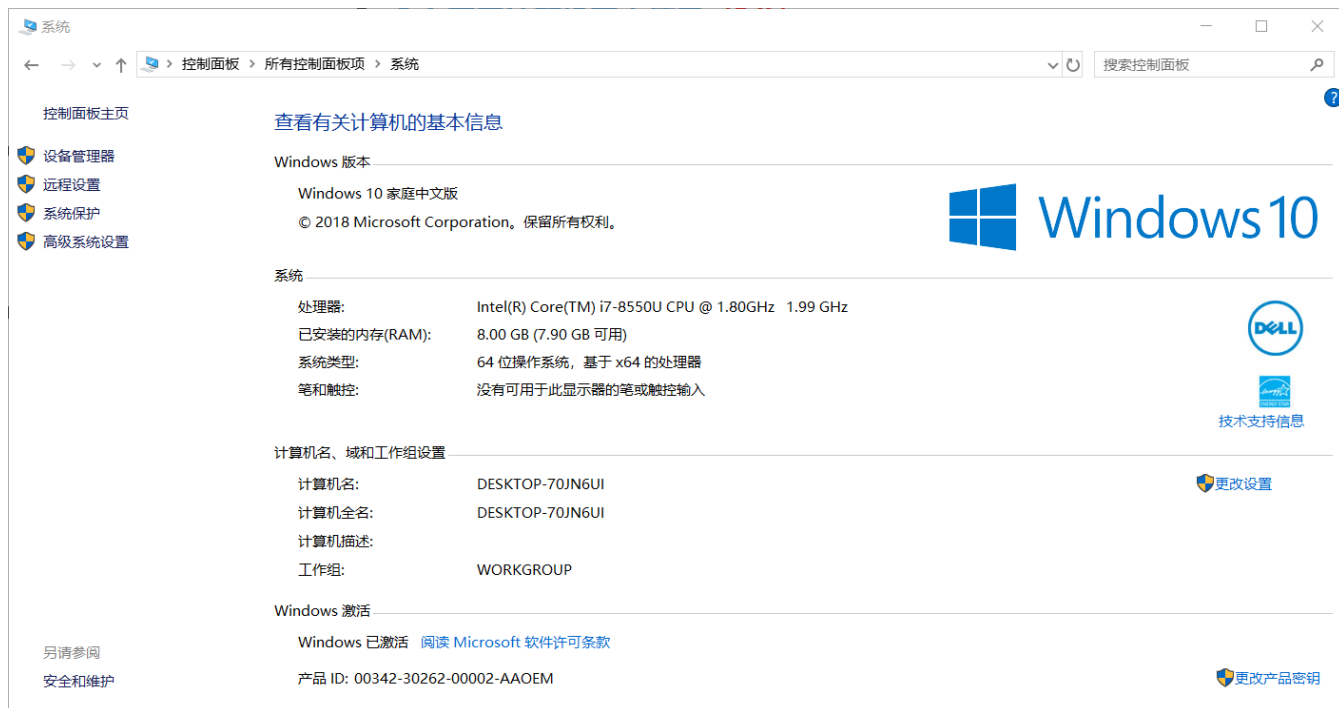 系统
控制面板 所有控制面板项 系统
搜索控制面板
?
控制面板主页
设备管理器
远程设置
系统保护
高级系统设置
查看有关计算机的基本信息
Windows 版本
Windows 10 家庭中文版
© 2018 Microsoft Corporation。保留所有权利。
Windows 10
系统
处理器: Intel(R) Core(TM) i7-8550U CPU @ 1.80GHz 1.99 GHz
已安装的内存(RAM): 8.00 GB (7.90 GB 可用)
系统类型: 64 位操作系统，基于 x64 的处理器
笔和触控: 没有可用于此显示器的笔或触控输入
DELL
技术支持信息
计算机名、域和工作组设置
计算机名: DESKTOP-70JN6UI
更改设置
计算机全名: DESKTOP-70JN6UI
计算机描述:
工作组: WORKGROUP
Windows 激活
Windows 已激活 阅读 Microsoft 软件许可条款
产品 ID: 00342-30262-00002-AAOEM
更改产品密钥
另请参阅
安全和维护